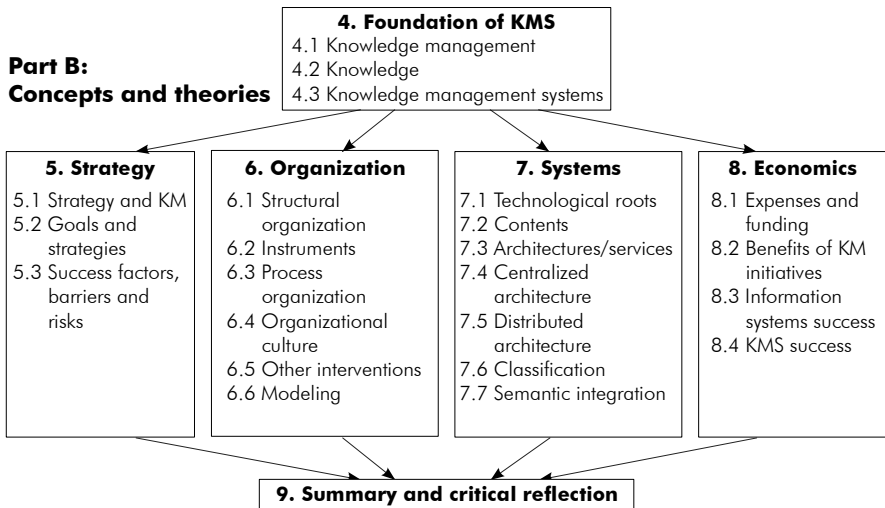 4. Foundation of KMS
4.1 Knowledge management
4.2 Knowledge
4.3 Knowledge management systems
Part B:
Concepts and theories
5. Strategy
5.1 Strategy and KM
5.2 Goals and
strategies
5.3 Success factors,
barriers and
risks
6. Organization
6.1 Structural
organization
6.2 Instruments
6.3 Process
organization
6.4 Organizational
culture
6.5 Other interventions
6.6 Modeling
7. Systems
7.1 Technological roots
7.2 Contents
7.3 Architectures/services
7.4 Centralized
architecture
7.5 Distributed
architecture
7.6 Classification
7.7 Semantic integration
8. Economics
8.1 Expenses and
funding
8.2 Benefits of KM
initiatives
8.3 Information
systems success
8.4 KMS success
9. Summary and critical reflection